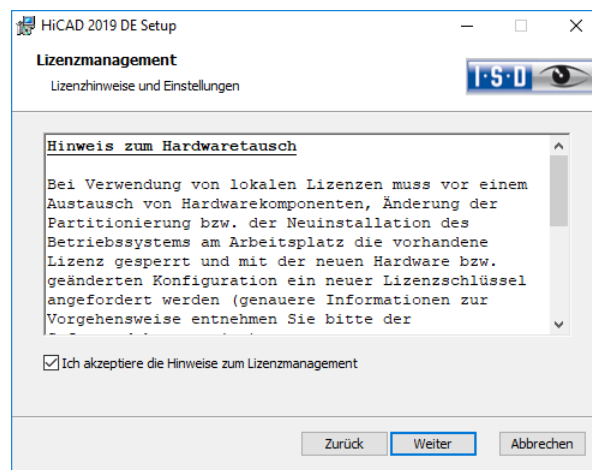 HiCAD 2019 DE Setup
Lizenzmanagement
Lizenzhinweise und Einstellungen
I·S·D
Hinweis zum Hardwaretausch
Bei Verwendung von lokalen Lizenzen muss vor einem
Austausch von Hardwarekomponenten, Änderung der
Partitionierung bzw. der Neuinstallation des
Betriebssystems am Arbeitsplatz die vorhandene
Lizenz gesperrt und mit der neuen Hardware bzw.
geänderten Konfiguration ein neuer Lizenzschlüssel
angefordert werden (genauere Informationen zur
Vorgehensweise entnehmen Sie bitte der
Ich akzeptiere die Hinweise zum Lizenzmanagement
Zurück Weiter Abbrechen